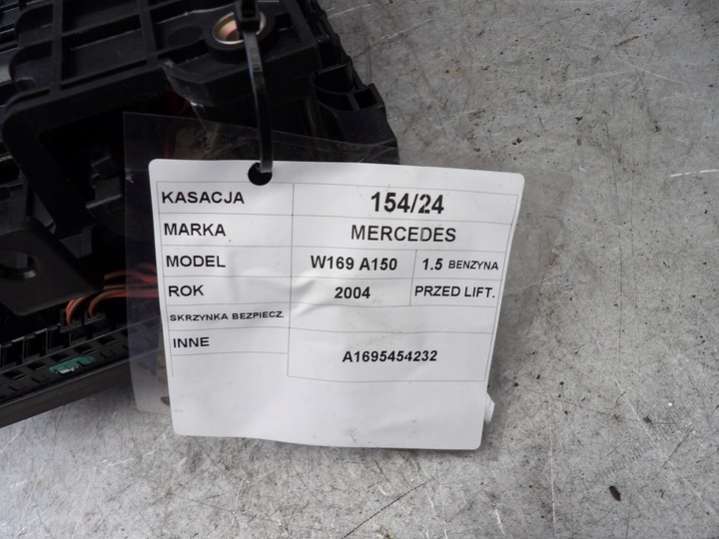 KASACJA 154/24
MARKA MERCEDES
MODEL W169 A150 1.5 BENZYNA
ROK 2004 PRZED LIFT.
SKRZYNKA BEZPIECZ.
INNE A1695454232